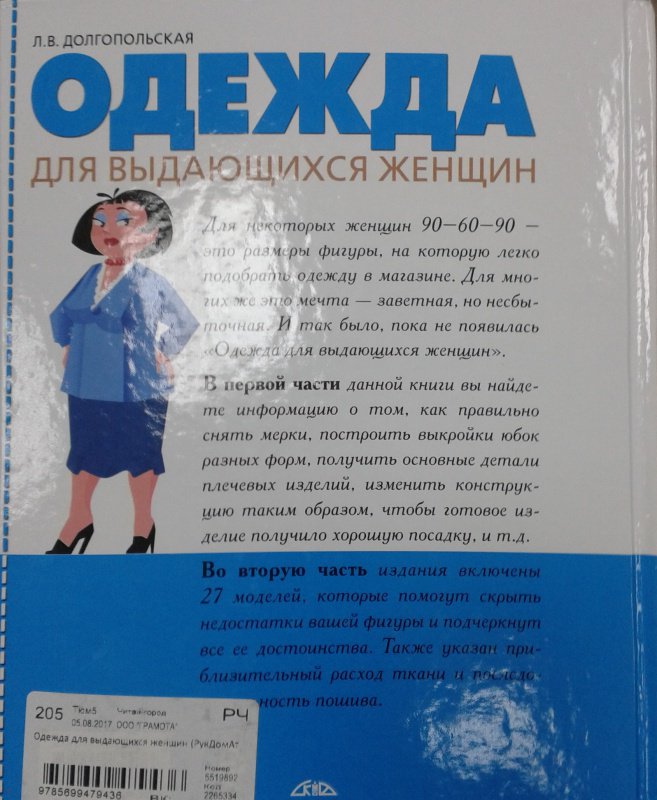 Л.В. ДОЛГОПОЛЬСКАЯ
ОДЕЖДА
ДЛЯ ВЫДАЮЩИХСЯ ЖЕНЩИН
Для некоторых женщин 90—60—90 —
это размеры фигуры, на которую легко
подобрать одежду в магазине. Для мно-
гих же это мечта — заветная, но несбы-
точная. И так было, пока не появилась
«Одежда для выдающихся женщин».
В первой части данной книги вы найде-
те информацию о том, как правильно
снять мерки, построить выкройки юбок
разных форм, получить основные детали
плечевых изделий, изменить конструк-
цию таким образом, чтобы готовое из-
делие получило хорошую посадку, и т.д.
Во вторую часть издания включены
27 моделей, которые помогут скрыть
недостатки вашей фигуры и подчеркнут
все ее достоинства. Также указан при-
близительный расход ткани и последо-
ность пошива.
205 Тюм5 Читай-город РЧ
05.08.2017 ООО "ГРАМОТА"
Одежда для выдающихся женщин (РукДомАт
Номер
5519892
Код
2265334
9785699479436